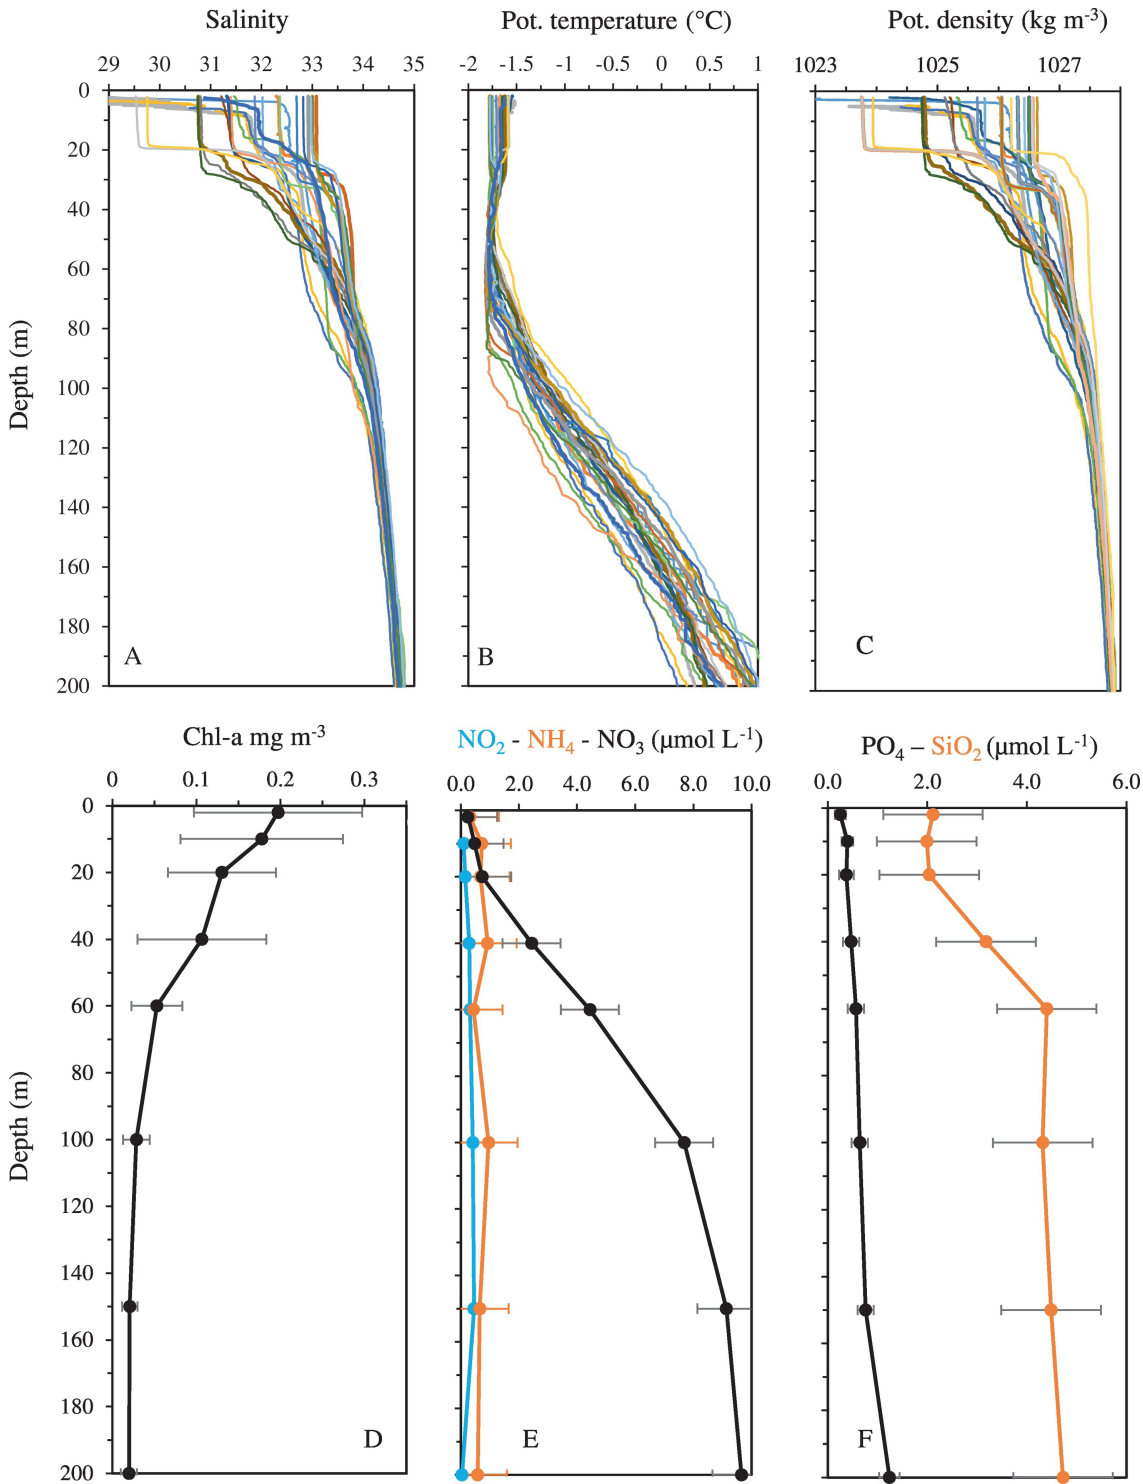 Salinity
Pot. temperature (°C)
Pot. density (kg m-3)
29 30 31 32 33 34 35
-2 -1.5 -1 -0.5 0 0.5 1
1023 1025 1027
0
20
40
60
80
100
120
140
160
180
200
Depth (m)
A
B
C
Chl-a mg m-3
NO2 - NH4 - NO3 (µmol L-1)
PO4 – SiO2 (µmol L-1)
0 0.1 0.2 0.3
0.0 2.0 4.0 6.0 8.0 10.0
0.0 2.0 4.0 6.0
0
20
40
60
80
100
120
140
160
180
200
Depth (m)
D
E
F